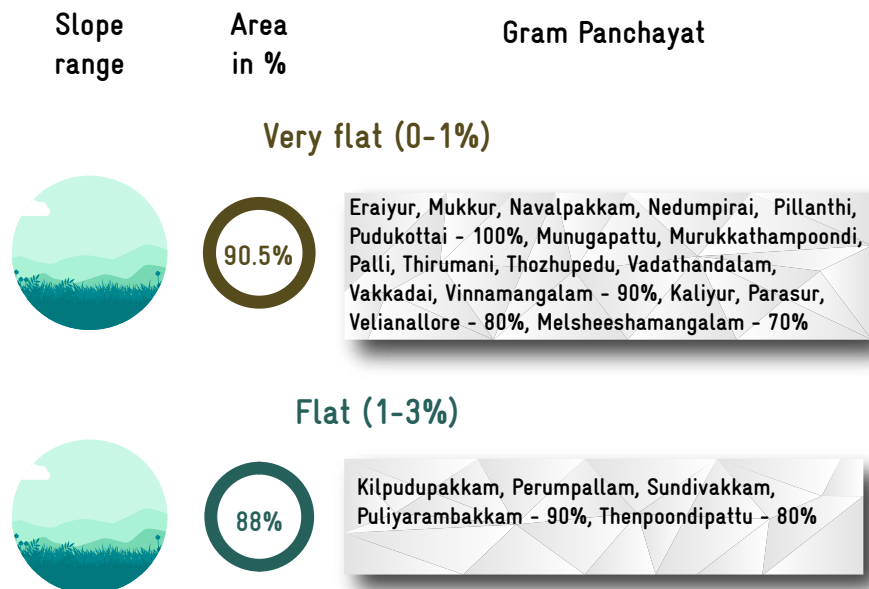 Slope
range
Area
in %
Gram Panchayat
Very flat (0-1%)
90.5%
Eraiyur, Mukkur, Navalpakkam, Nedumpirai, Pillanthi,
Pudukottai - 100%, Munugapattu, Murukkathampoondi,
Palli, Thirumani, Thozhupedu, Vadathandalam,
Vakkadai, Vinnamangalam - 90%, Kaliyur, Parasur,
Velianallore - 80%, Melsheeshamangalam - 70%
Flat (1-3%)
88%
Kilpudupakkam, Perumpallam, Sundivakkam,
Puliyarambakkam - 90%, Thenpoondipattu - 80%